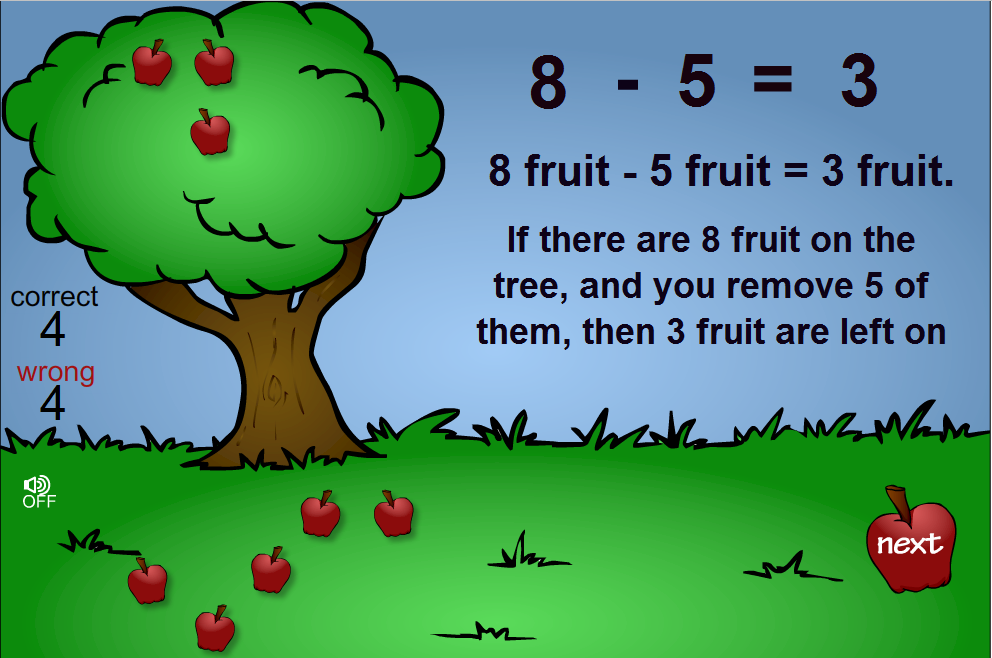 8 - 5 = 3
8 fruit - 5 fruit = 3 fruit.
If there are 8 fruit on the
tree, and you remove 5 of
them, then 3 fruit are left on
correct
4
wrong
4
OFF
next